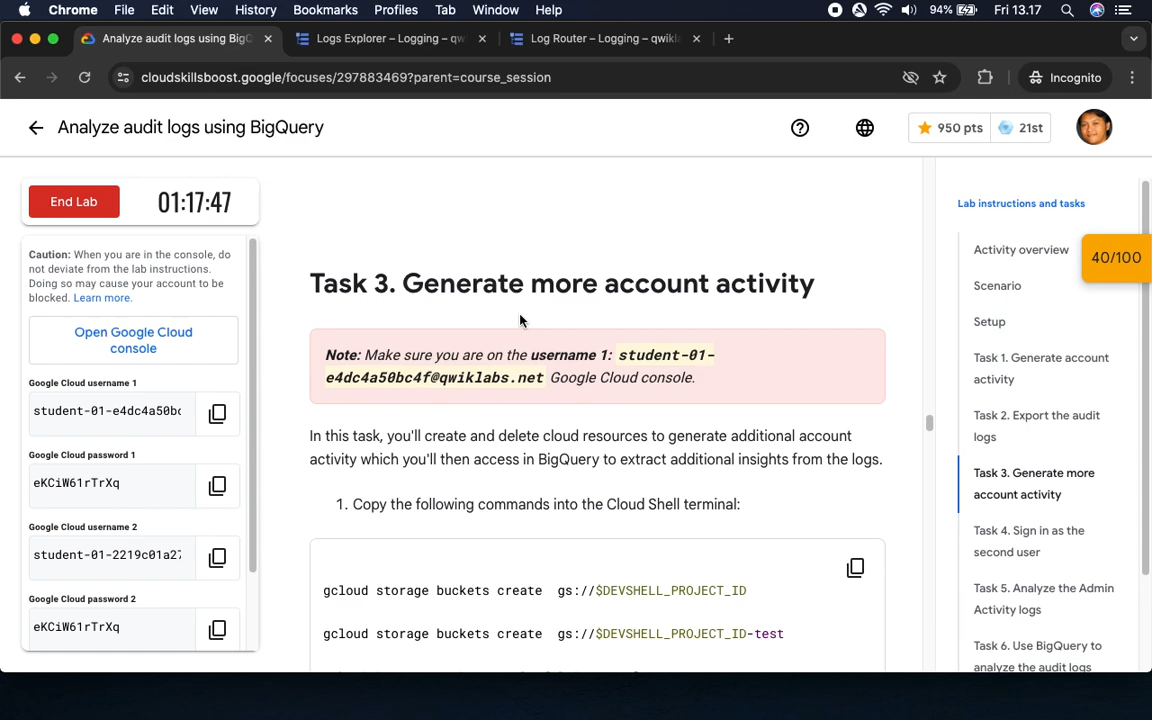 Chrome File Edit View History Bookmarks Profiles Tab Window Help 94% Fri 13.17
Analyze audit logs using BigQ
Logs Explorer – Logging – qw
Log Router – Logging – qwikl
cloudskillsboost.google/focuses/297883469?parent=course_session
Incognito
Analyze audit logs using BigQuery
950 pts 21st
End Lab 01:17:47
Caution: When you are in the console, do
not deviate from the lab instructions.
Doing so may cause your account to be
blocked. Learn more.
Open Google Cloud
console
Google Cloud username 1
student-01-e4dc4a50bc
Google Cloud password 1
eKCiW61rTrXq
Google Cloud username 2
student-01-2219c01a27
Google Cloud password 2
eKCiW61rTrXq
Task 3. Generate more account activity
Note: Make sure you are on the username 1: student-01-
e4dc4a50bc4f@qwiklabs.net Google Cloud console.
In this task, you'll create and delete cloud resources to generate additional account
activity which you'll then access in BigQuery to extract additional insights from the logs.
1. Copy the following commands into the Cloud Shell terminal:
gcloud storage buckets create gs://$DEVSHELL_PROJECT_ID
gcloud storage buckets create gs://$DEVSHELL_PROJECT_ID-test
Lab instructions and tasks
Activity overview
40/100
Scenario
Setup
Task 1. Generate account
activity
Task 2. Export the audit
logs
Task 3. Generate more
account activity
Task 4. Sign in as the
second user
Task 5. Analyze the Admin
Activity logs
Task 6. Use BigQuery to
analyze the audit logs